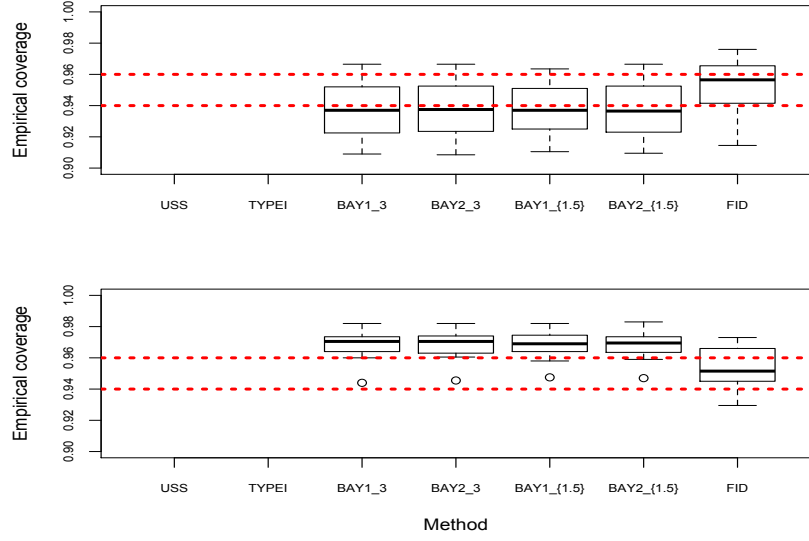 Empirical coverage
1.00
0.98
0.96
0.94
0.92
0.90
USS TYPEI BAY1_3 BAY2_3 BAY1_{1.5} BAY2_{1.5} FID
Empirical coverage
1.00
0.98
0.96
0.94
0.92
0.90
USS TYPEI BAY1_3 BAY2_3 BAY1_{1.5} BAY2_{1.5} FID
Method